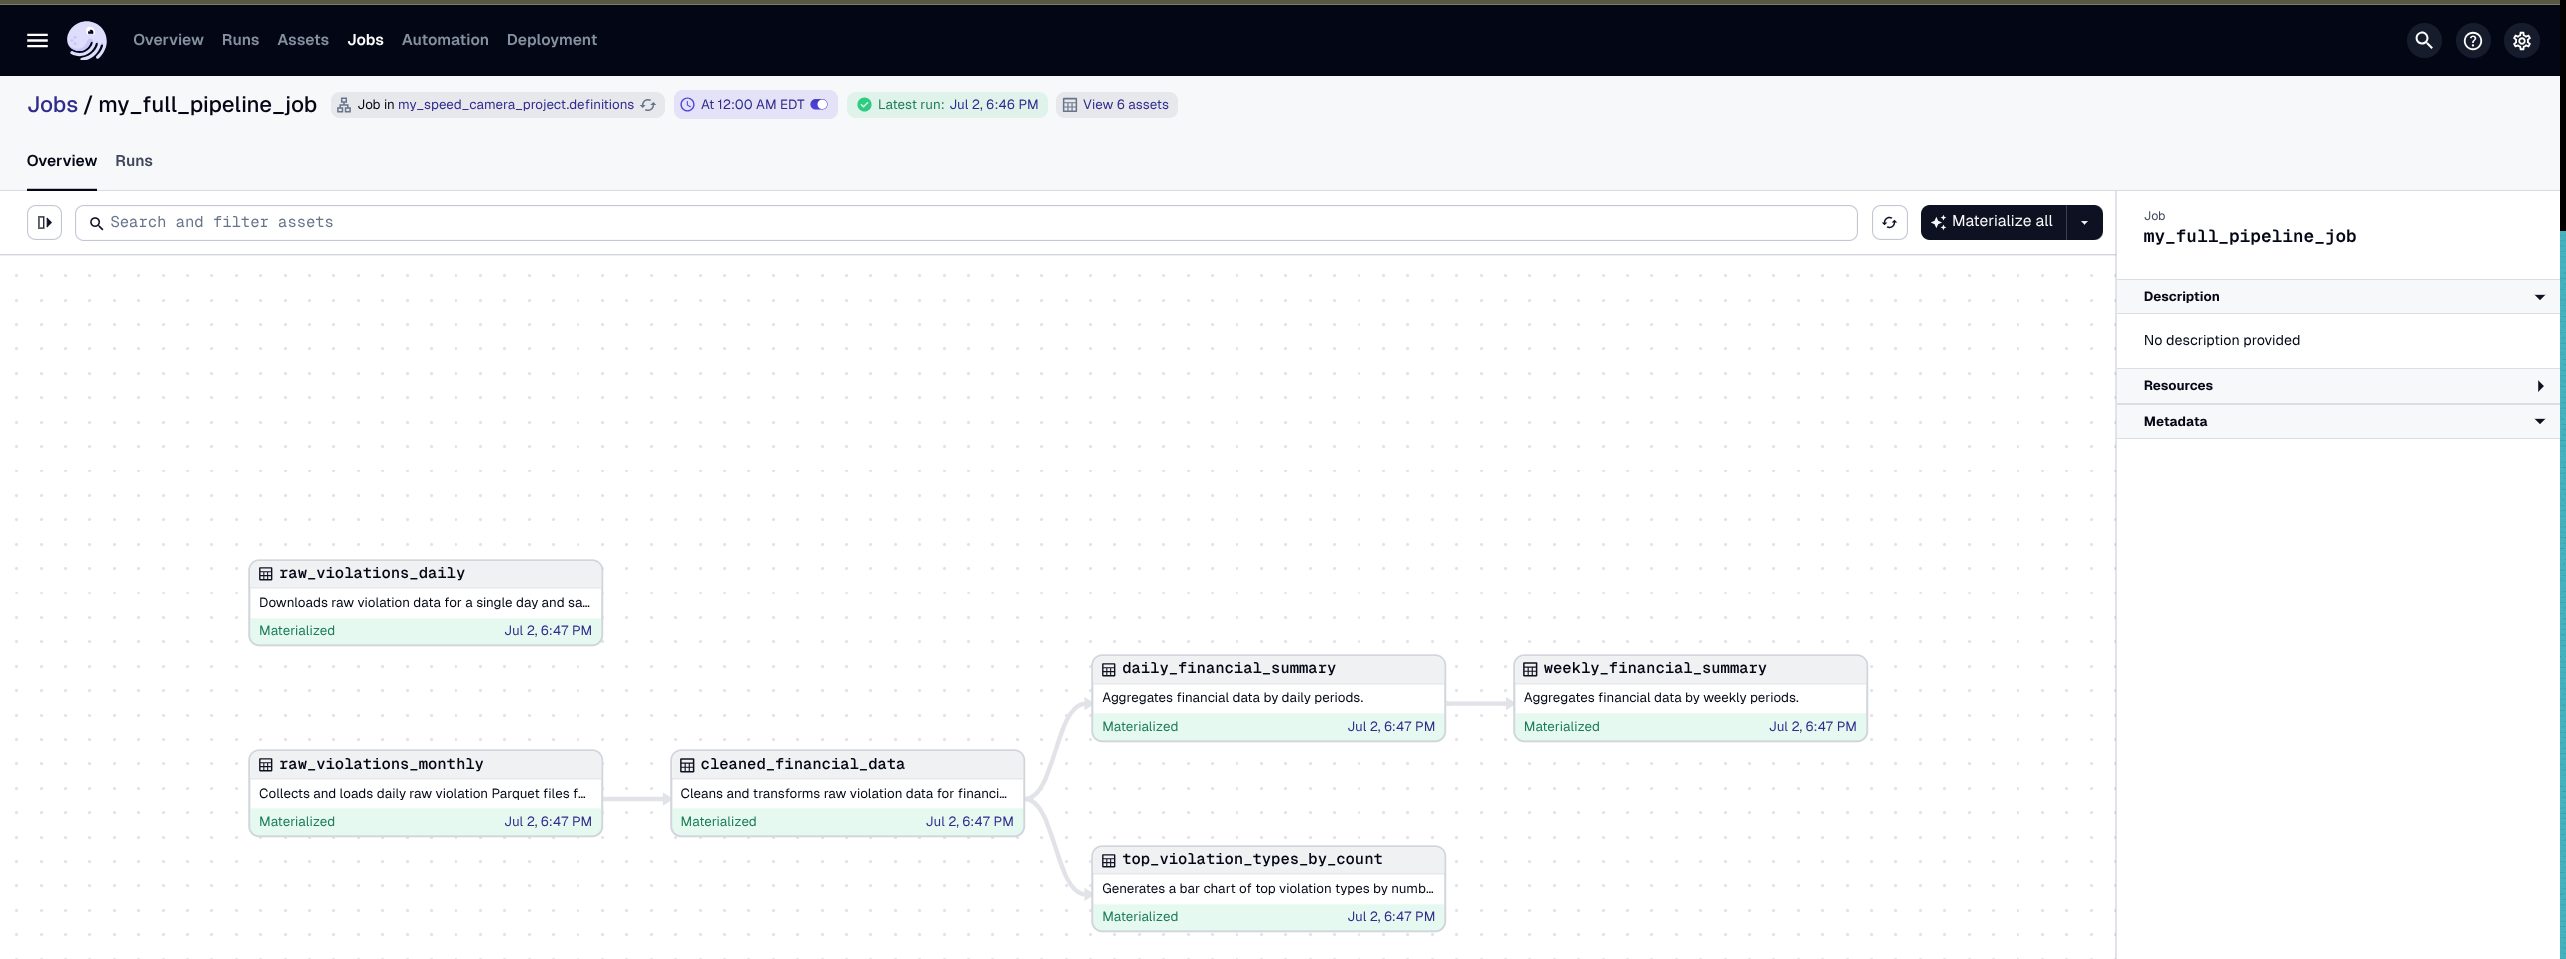 Overview Runs Assets Jobs Automation Deployment
Jobs / my_full_pipeline_job Job in my_speed_camera_project.definitions At 12:00 AM EDT Latest run: Jul 2, 6:46 PM View 6 assets
Overview Runs
Search and filter assets
Materialize all
Job
my_full_pipeline_job
Description
No description provided
Resources
Metadata
raw_violations_daily
Downloads raw violation data for a single day and sa...
Materialized Jul 2, 6:47 PM
raw_violations_monthly
Collects and loads daily raw violation Parquet files f...
Materialized Jul 2, 6:47 PM
cleaned_financial_data
Cleans and transforms raw violation data for financi...
Materialized Jul 2, 6:47 PM
daily_financial_summary
Aggregates financial data by daily periods.
Materialized Jul 2, 6:47 PM
weekly_financial_summary
Aggregates financial data by weekly periods.
Materialized Jul 2, 6:47 PM
top_violation_types_by_count
Generates a bar chart of top violation types by numb...
Materialized Jul 2, 6:47 PM